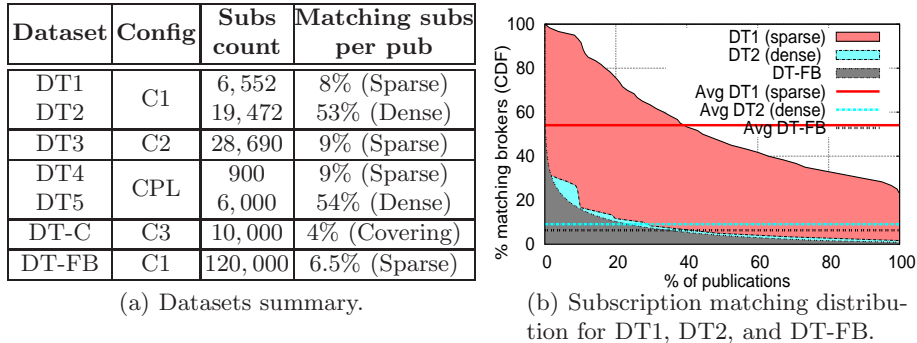 Dataset Config Subs count Matching subs per pub
DT1 C1 6,552 8% (Sparse)
DT2 19,472 53% (Dense)
DT3 C2 28,690 9% (Sparse)
DT4 CPL 900 9% (Sparse)
DT5 6,000 54% (Dense)
DT-C C3 10,000 4% (Covering)
DT-FB C1 120,000 6.5% (Sparse)
(a) Datasets summary.
% matching brokers (CDF)
100
80
60
40
20
0
DT1 (sparse)
DT2 (dense)
DT-FB
Avg DT1 (sparse)
Avg DT2 (dense)
Avg DT-FB
0 20 40 60 80 100
% of publications
(b) Subscription matching distribu-
tion for DT1, DT2, and DT-FB.